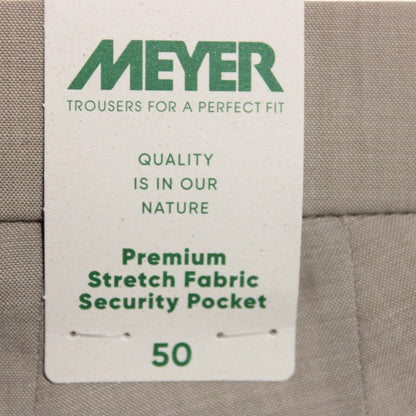 MEYER
TROUSERS FOR A PERFECT FIT
QUALITY
IS IN OUR
NATURE
Premium
Stretch Fabric
Security Pocket
50